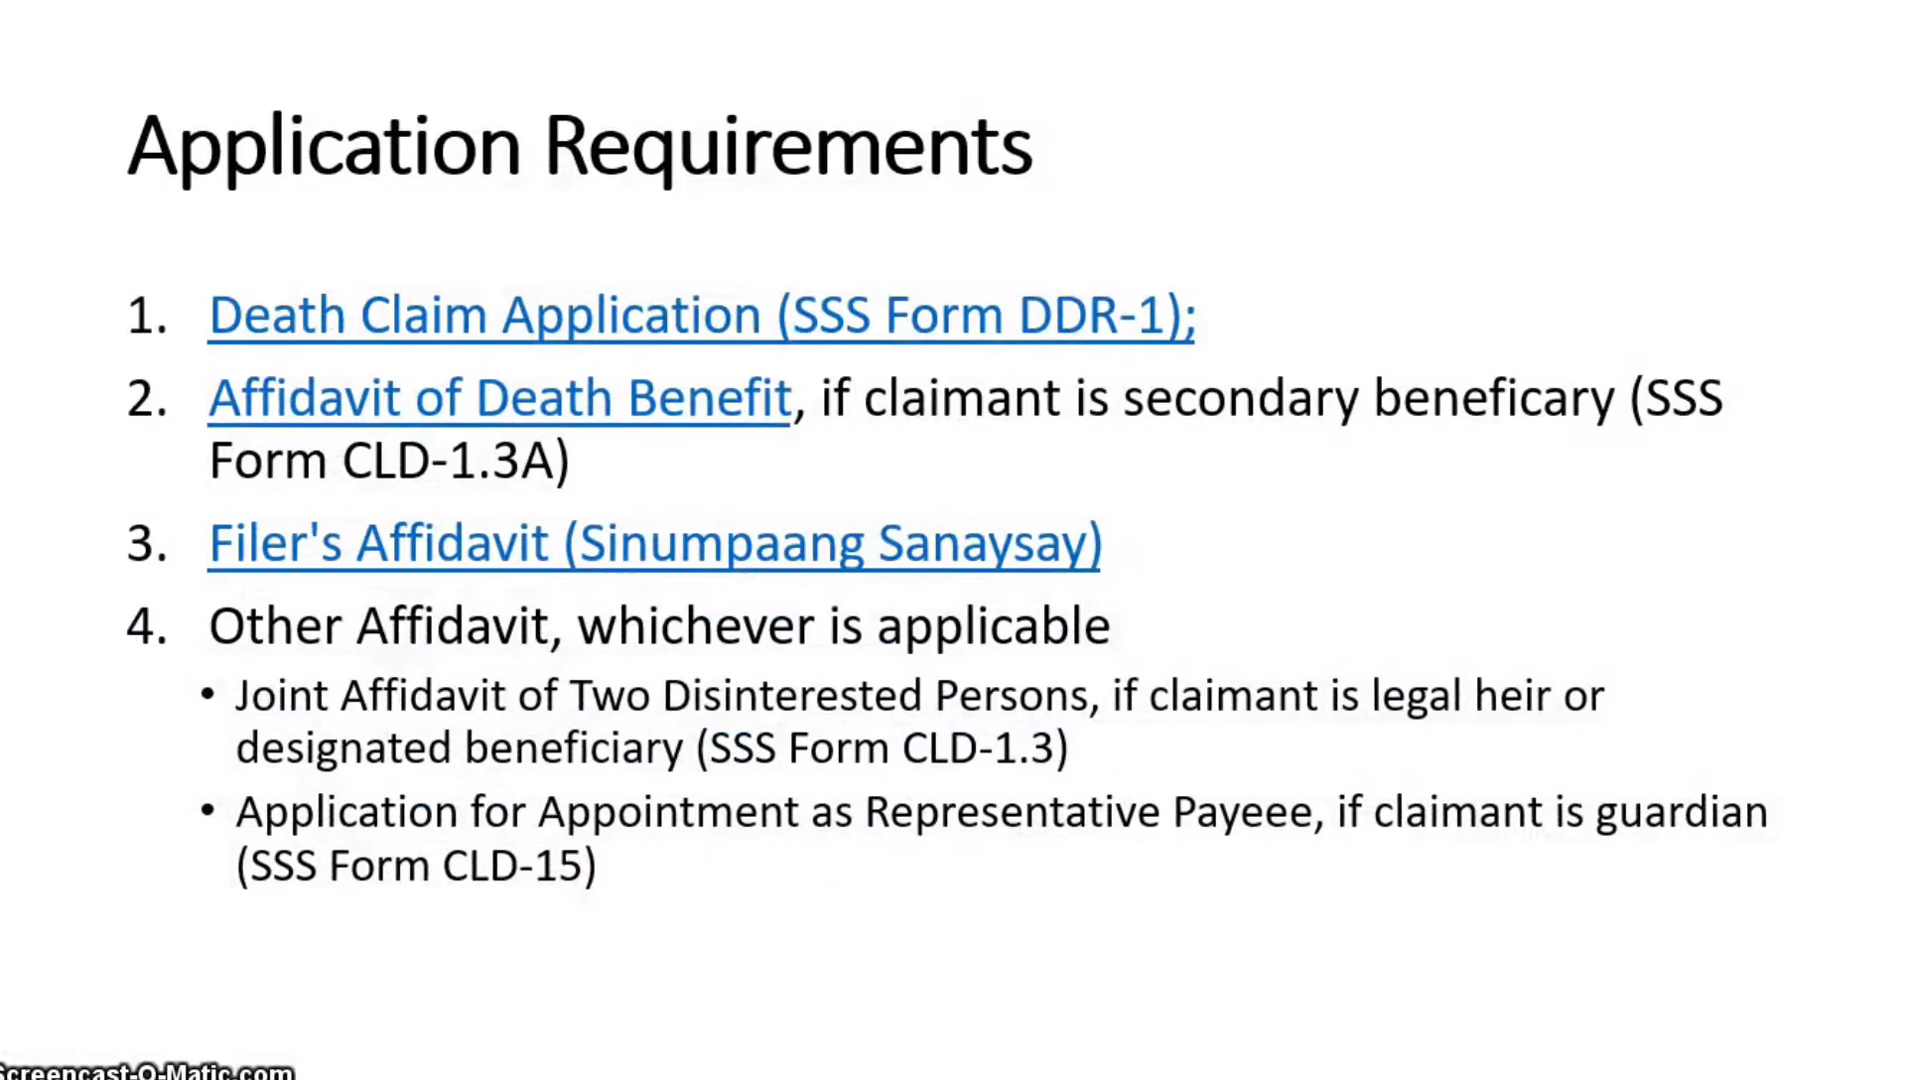 Application Requirements
1. Death Claim Application (SSS Form DDR-1);
2. Affidavit of Death Benefit, if claimant is secondary beneficary (SSS
Form CLD-1.3A)
3. Filer's Affidavit (Sinumpaang Sanaysay)
4. Other Affidavit, whichever is applicable
• Joint Affidavit of Two Disinterested Persons, if claimant is legal heir or
designated beneficiary (SSS Form CLD-1.3)
• Application for Appointment as Representative Payeee, if claimant is guardian
(SSS Form CLD-15)
Screencast-O-Matic.com